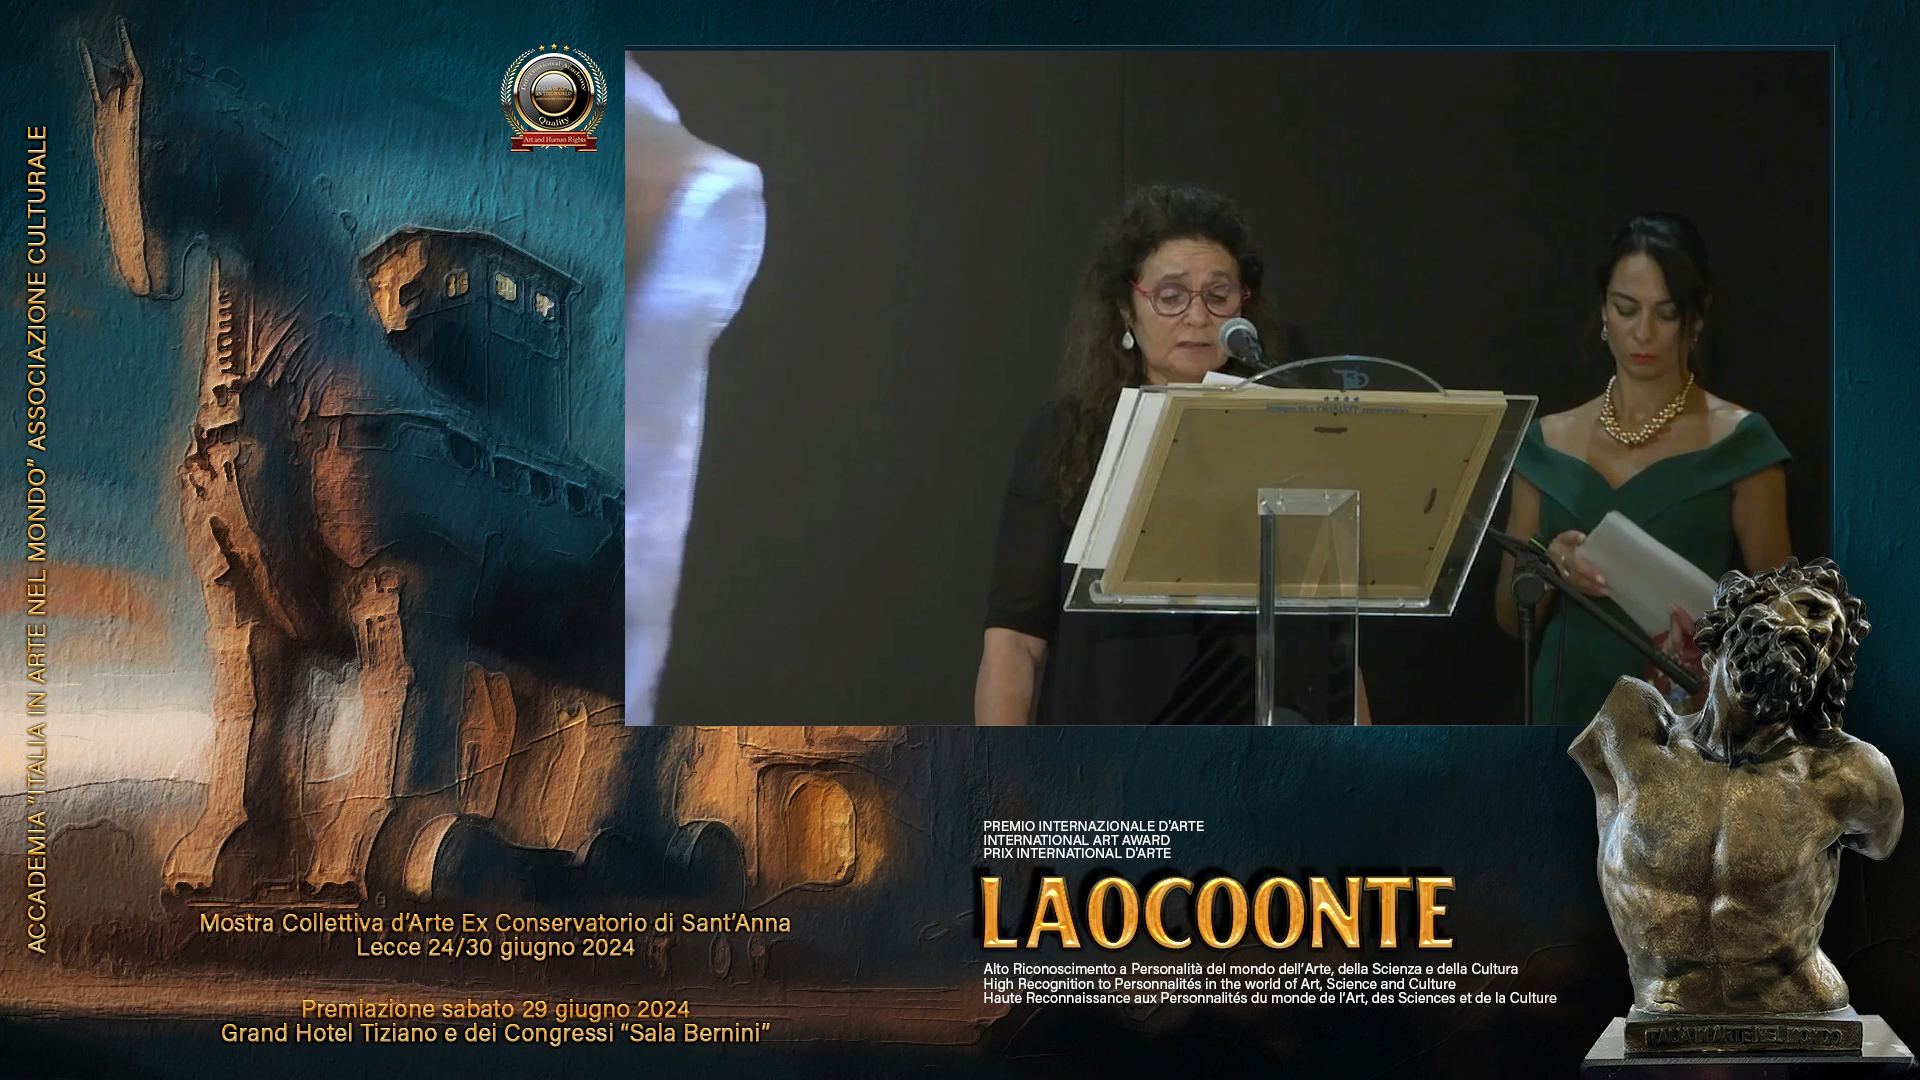 ACCADEMIA "ITALIA IN ARTE NEL MONDO" ASSOCIAZIONE CULTURALE
International Academy
Quality
Art and Human Rights
PREMIO INTERNAZIONALE D'ARTE
INTERNATIONAL ART AWARD
PRIX INTERNATIONAL D'ARTE
LAOCOONTE
Alto Riconoscimento a Personalità del mondo dell'Arte, della Scienza e della Cultura
High Recognition to Personnalités in the world of Art, Science and Culture
Haute Reconnaissance aux Personnalités du monde de l'Art, des Sciences et de la Culture
Mostra Collettiva d'Arte Ex Conservatorio di Sant'Anna
Lecce 24/30 giugno 2024
Premiazione sabato 29 giugno 2024
Grand Hotel Tiziano e dei Congressi "Sala Bernini"
ITALIA IN ARTE NEL MONDO